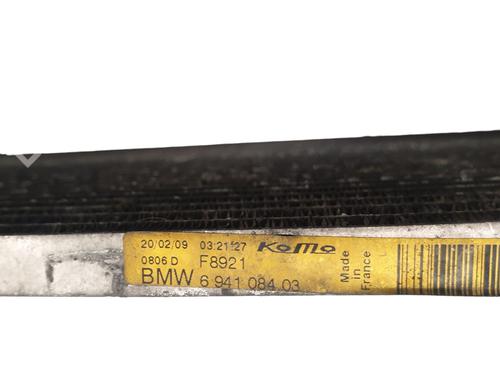 20/02/09 03:21:27 KoMo
0806 D F8921
BMW 6 941 084 03
Made in France